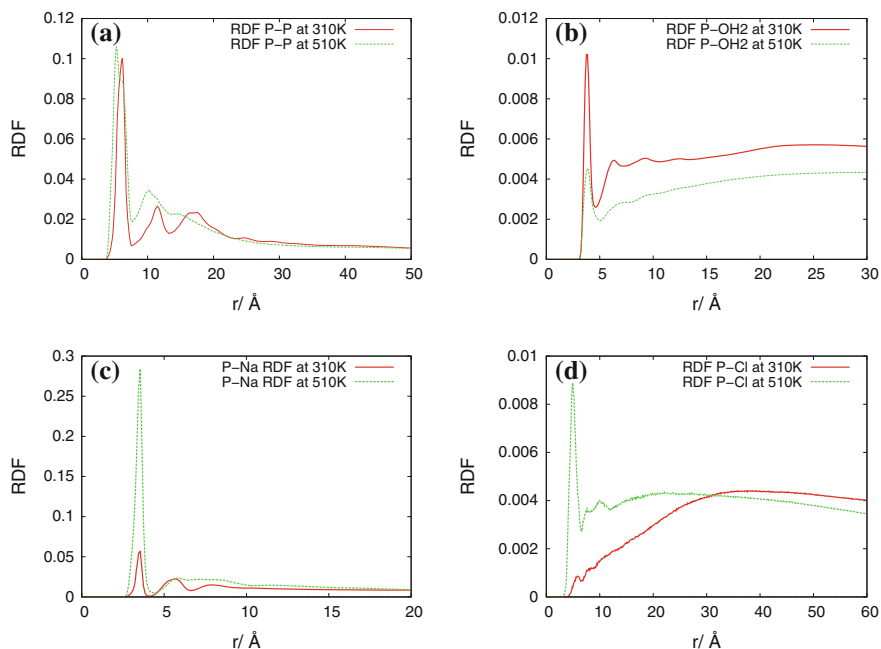 (a)
RDF P-P at 310K
RDF P-P at 510K
0.12
0.1
0.08
0.06
0.04
0.02
0
RDF
0 10 20 30 40 50
r/ Å
(b)
RDF P-OH2 at 310K
RDF P-OH2 at 510K
0.012
0.01
0.008
0.006
0.004
0.002
0
RDF
0 5 10 15 20 25 30
r/ Å
(c)
P-Na RDF at 310K
P-Na RDF at 510K
0.3
0.25
0.2
0.15
0.1
0.05
0
RDF
0 5 10 15 20
r/ Å
(d)
RDF P-Cl at 310K
RDF P-Cl at 510K
0.01
0.008
0.006
0.004
0.002
0
RDF
0 10 20 30 40 50 60
r/ Å